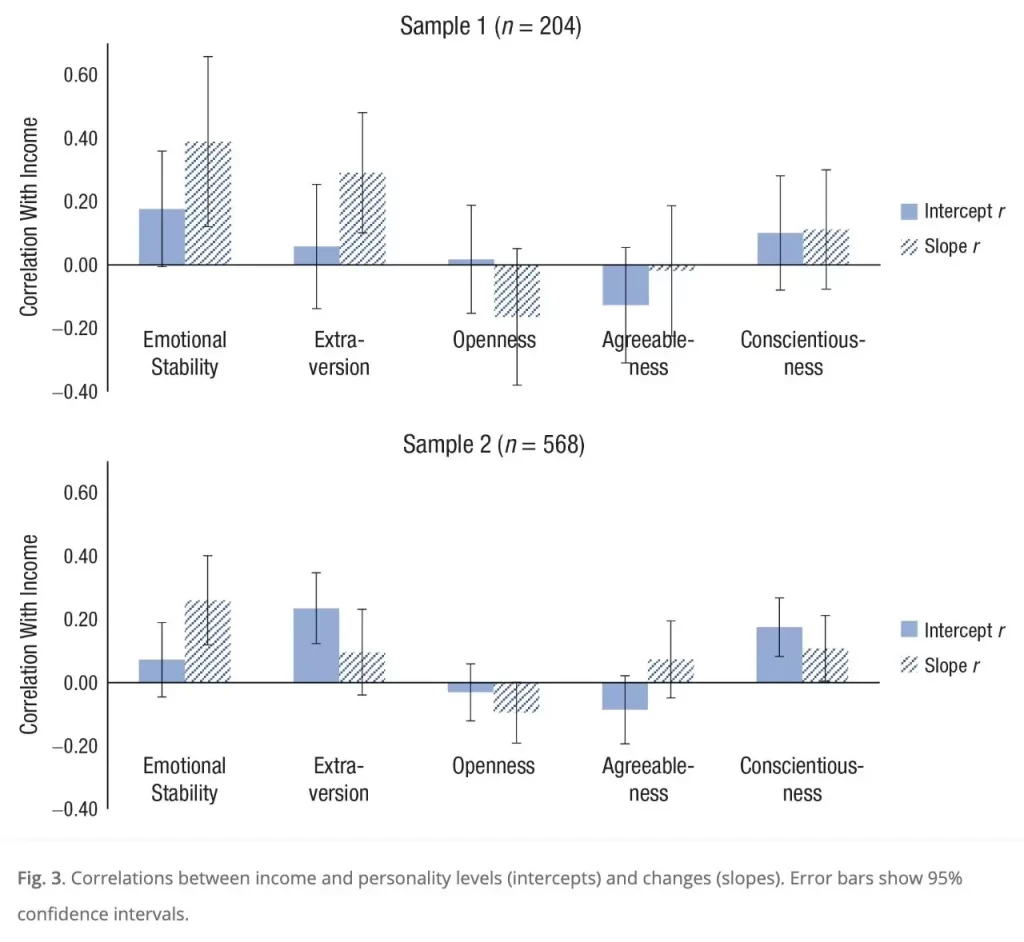 Sample 1 (n = 204)
Correlation With Income
0.60
0.40
0.20
0.00
–0.20
–0.40
Emotional
Stability
Extra-
version
Openness
Agreeable-
ness
Conscientious-
ness
Intercept r
Slope r
Sample 2 (n = 568)
Correlation With Income
0.60
0.40
0.20
0.00
–0.20
–0.40
Emotional
Stability
Extra-
version
Openness
Agreeable-
ness
Conscientious-
ness
Intercept r
Slope r
Fig. 3. Correlations between income and personality levels (intercepts) and changes (slopes). Error bars show 95%
confidence intervals.